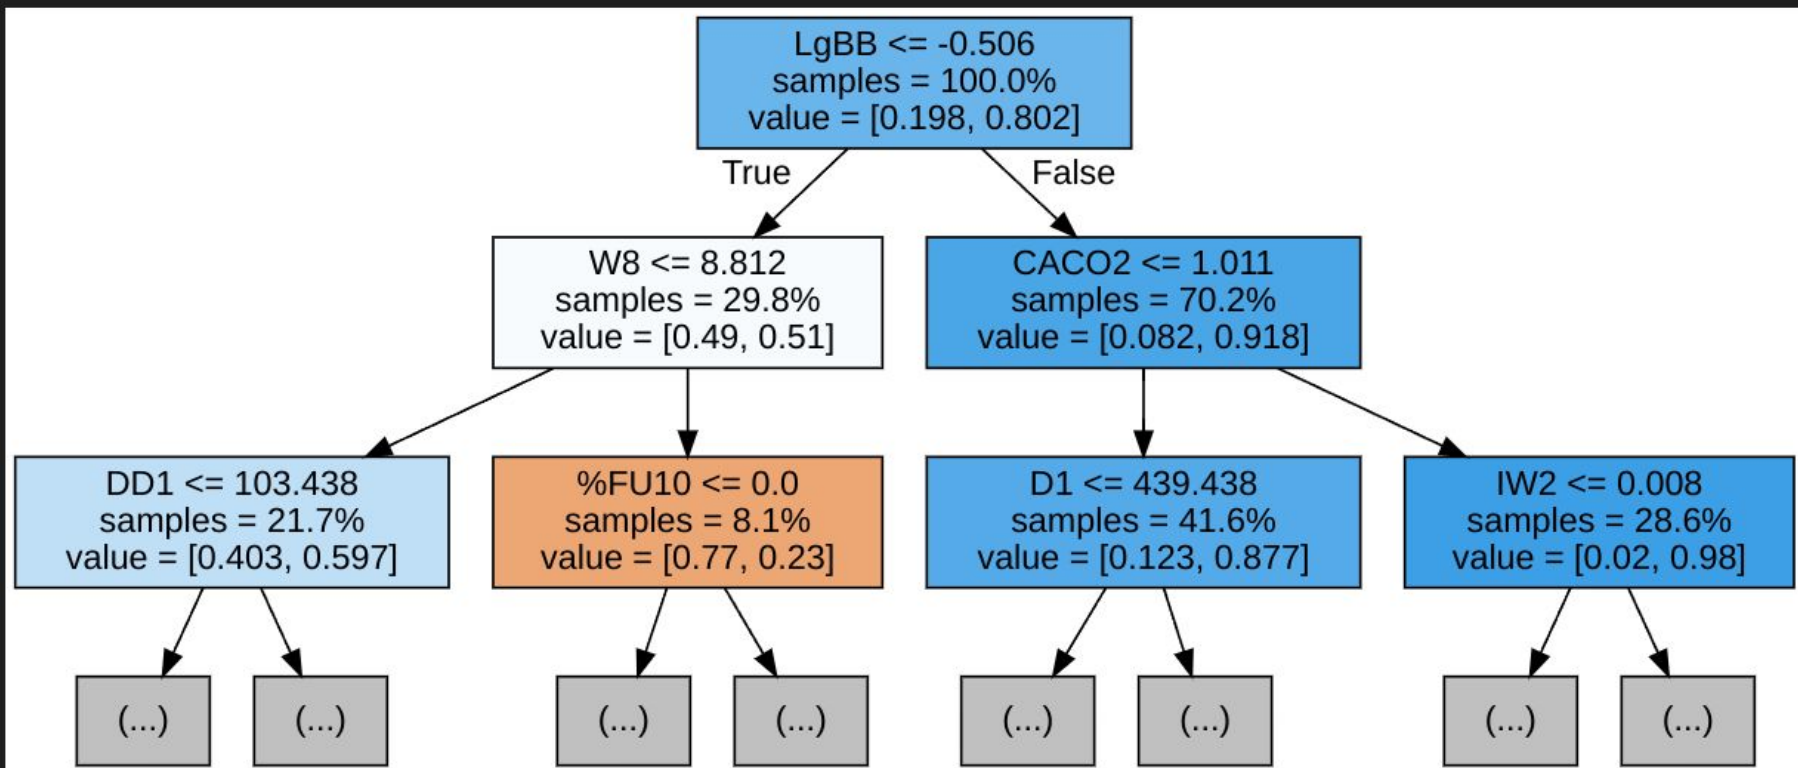 LgBB <= -0.506
samples = 100.0%
value = [0.198, 0.802]
True
False
W8 <= 8.812
samples = 29.8%
value = [0.49, 0.51]
CACO2 <= 1.011
samples = 70.2%
value = [0.082, 0.918]
DD1 <= 103.438
samples = 21.7%
value = [0.403, 0.597]
%FU10 <= 0.0
samples = 8.1%
value = [0.77, 0.23]
D1 <= 439.438
samples = 41.6%
value = [0.123, 0.877]
IW2 <= 0.008
samples = 28.6%
value = [0.02, 0.98]
(...)
(...)
(...)
(...)
(...)
(...)
(...)
(...)